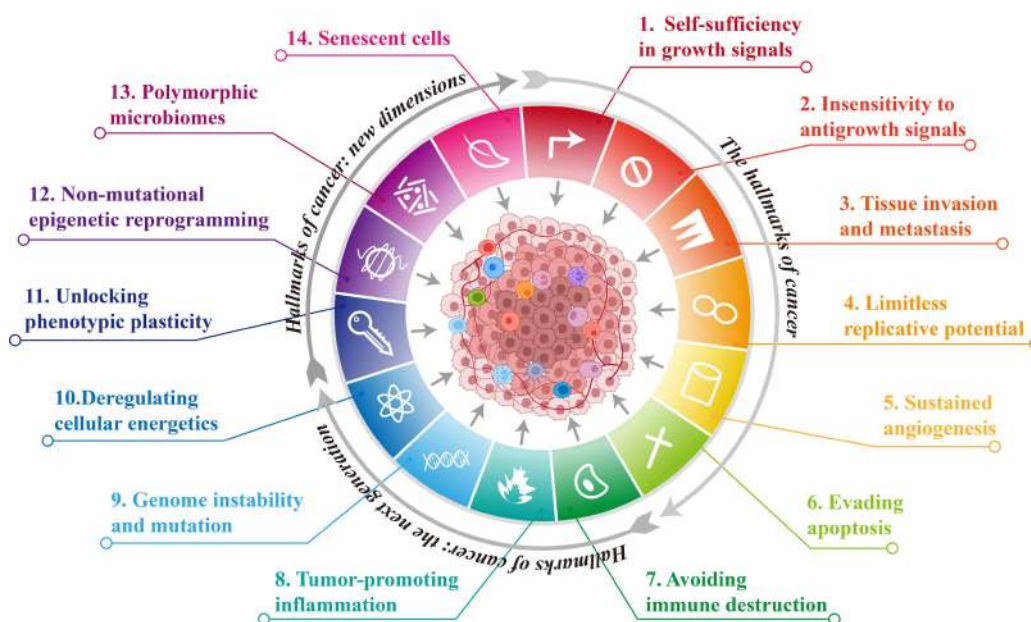 1. Self-sufficiency
in growth signals
2. Insensitivity to
antigrowth signals
3. Tissue invasion
and metastasis
4. Limitless
replicative potential
5. Sustained
angiogenesis
6. Evading
apoptosis
7. Avoiding
immune destruction
8. Tumor-promoting
inflammation
9. Genome instability
and mutation
10.Deregulating
cellular energetics
11. Unlocking
phenotypic plasticity
12. Non-mutational
epigenetic reprogramming
13. Polymorphic
microbiomes
14. Senescent cells
The hallmarks of cancer
Hallmarks of cancer: the next generation
Hallmarks of cancer: new dimensions